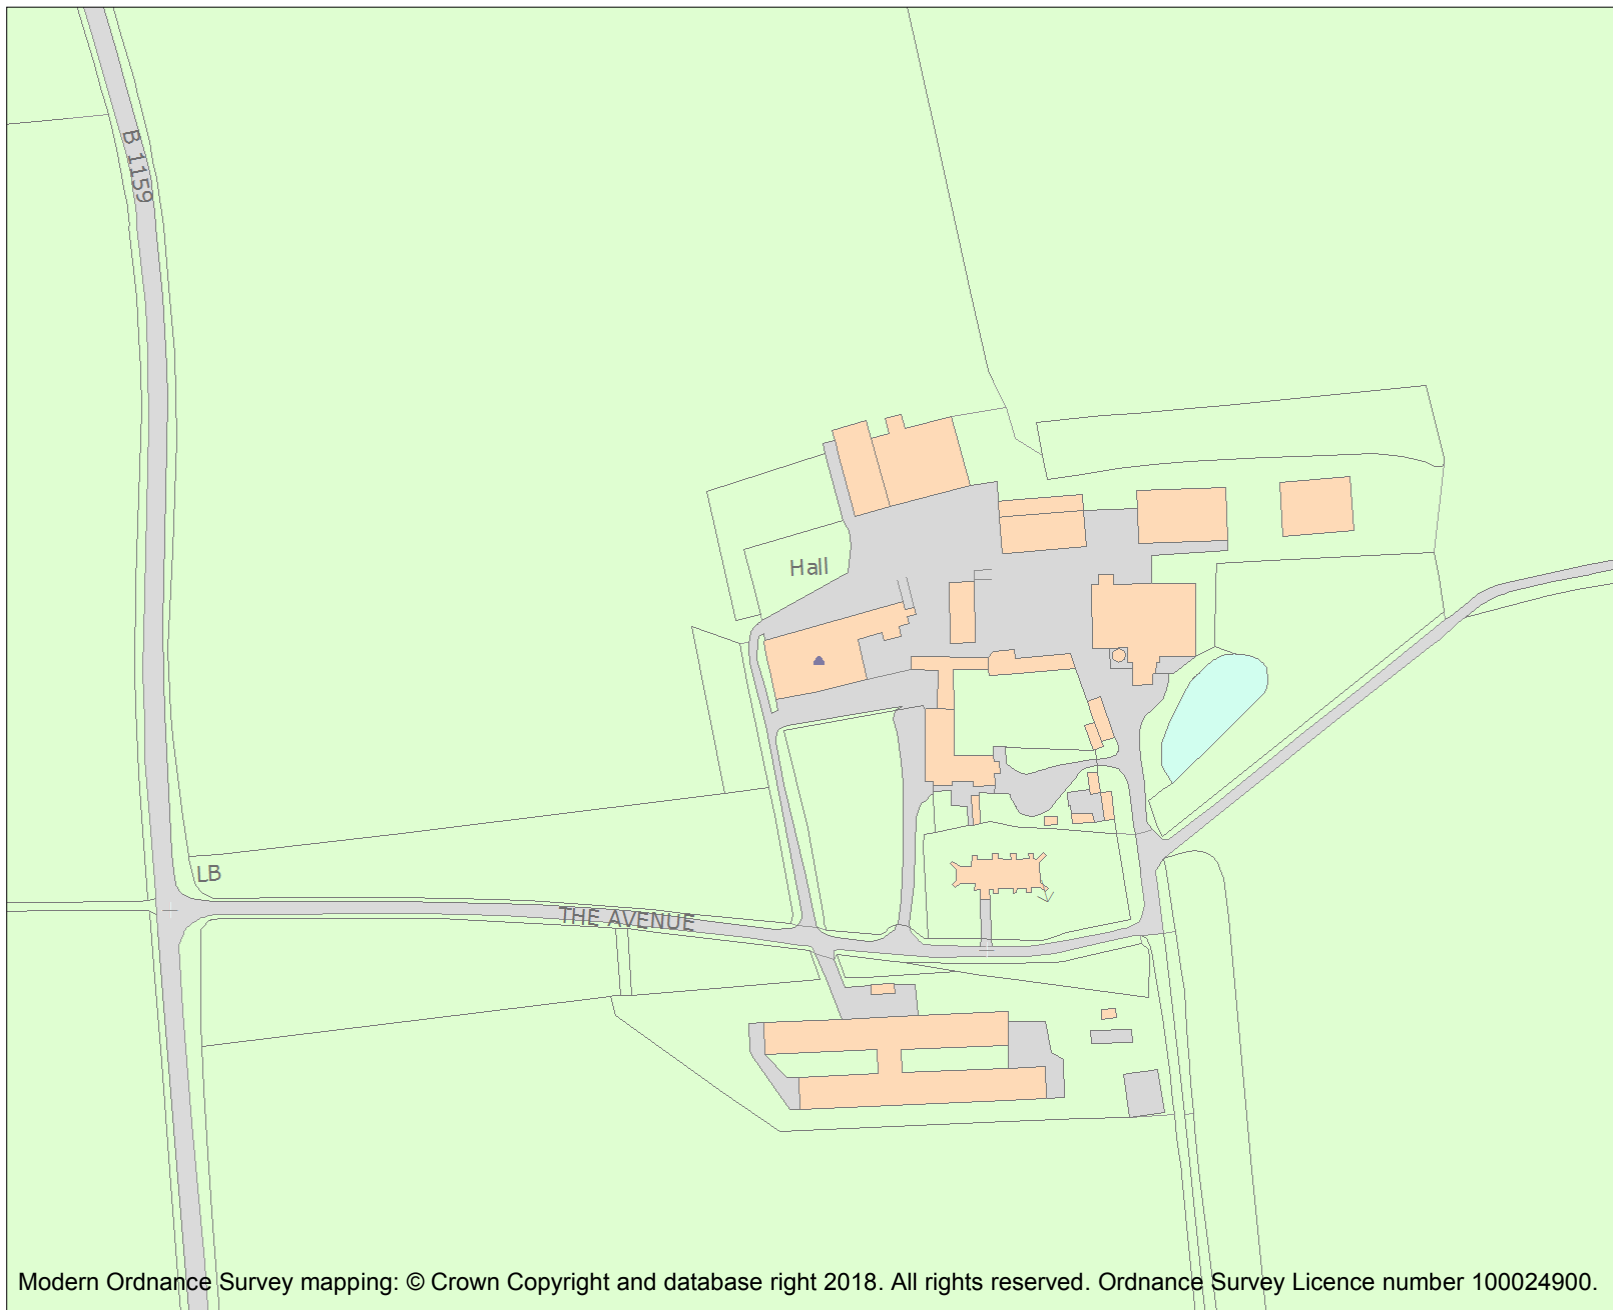 B 1159
Hall
LB
THE AVENUE
Modern Ordnance Survey mapping: © Crown Copyright and database right 2018. All rights reserved. Ordnance Survey Licence number 100024900.